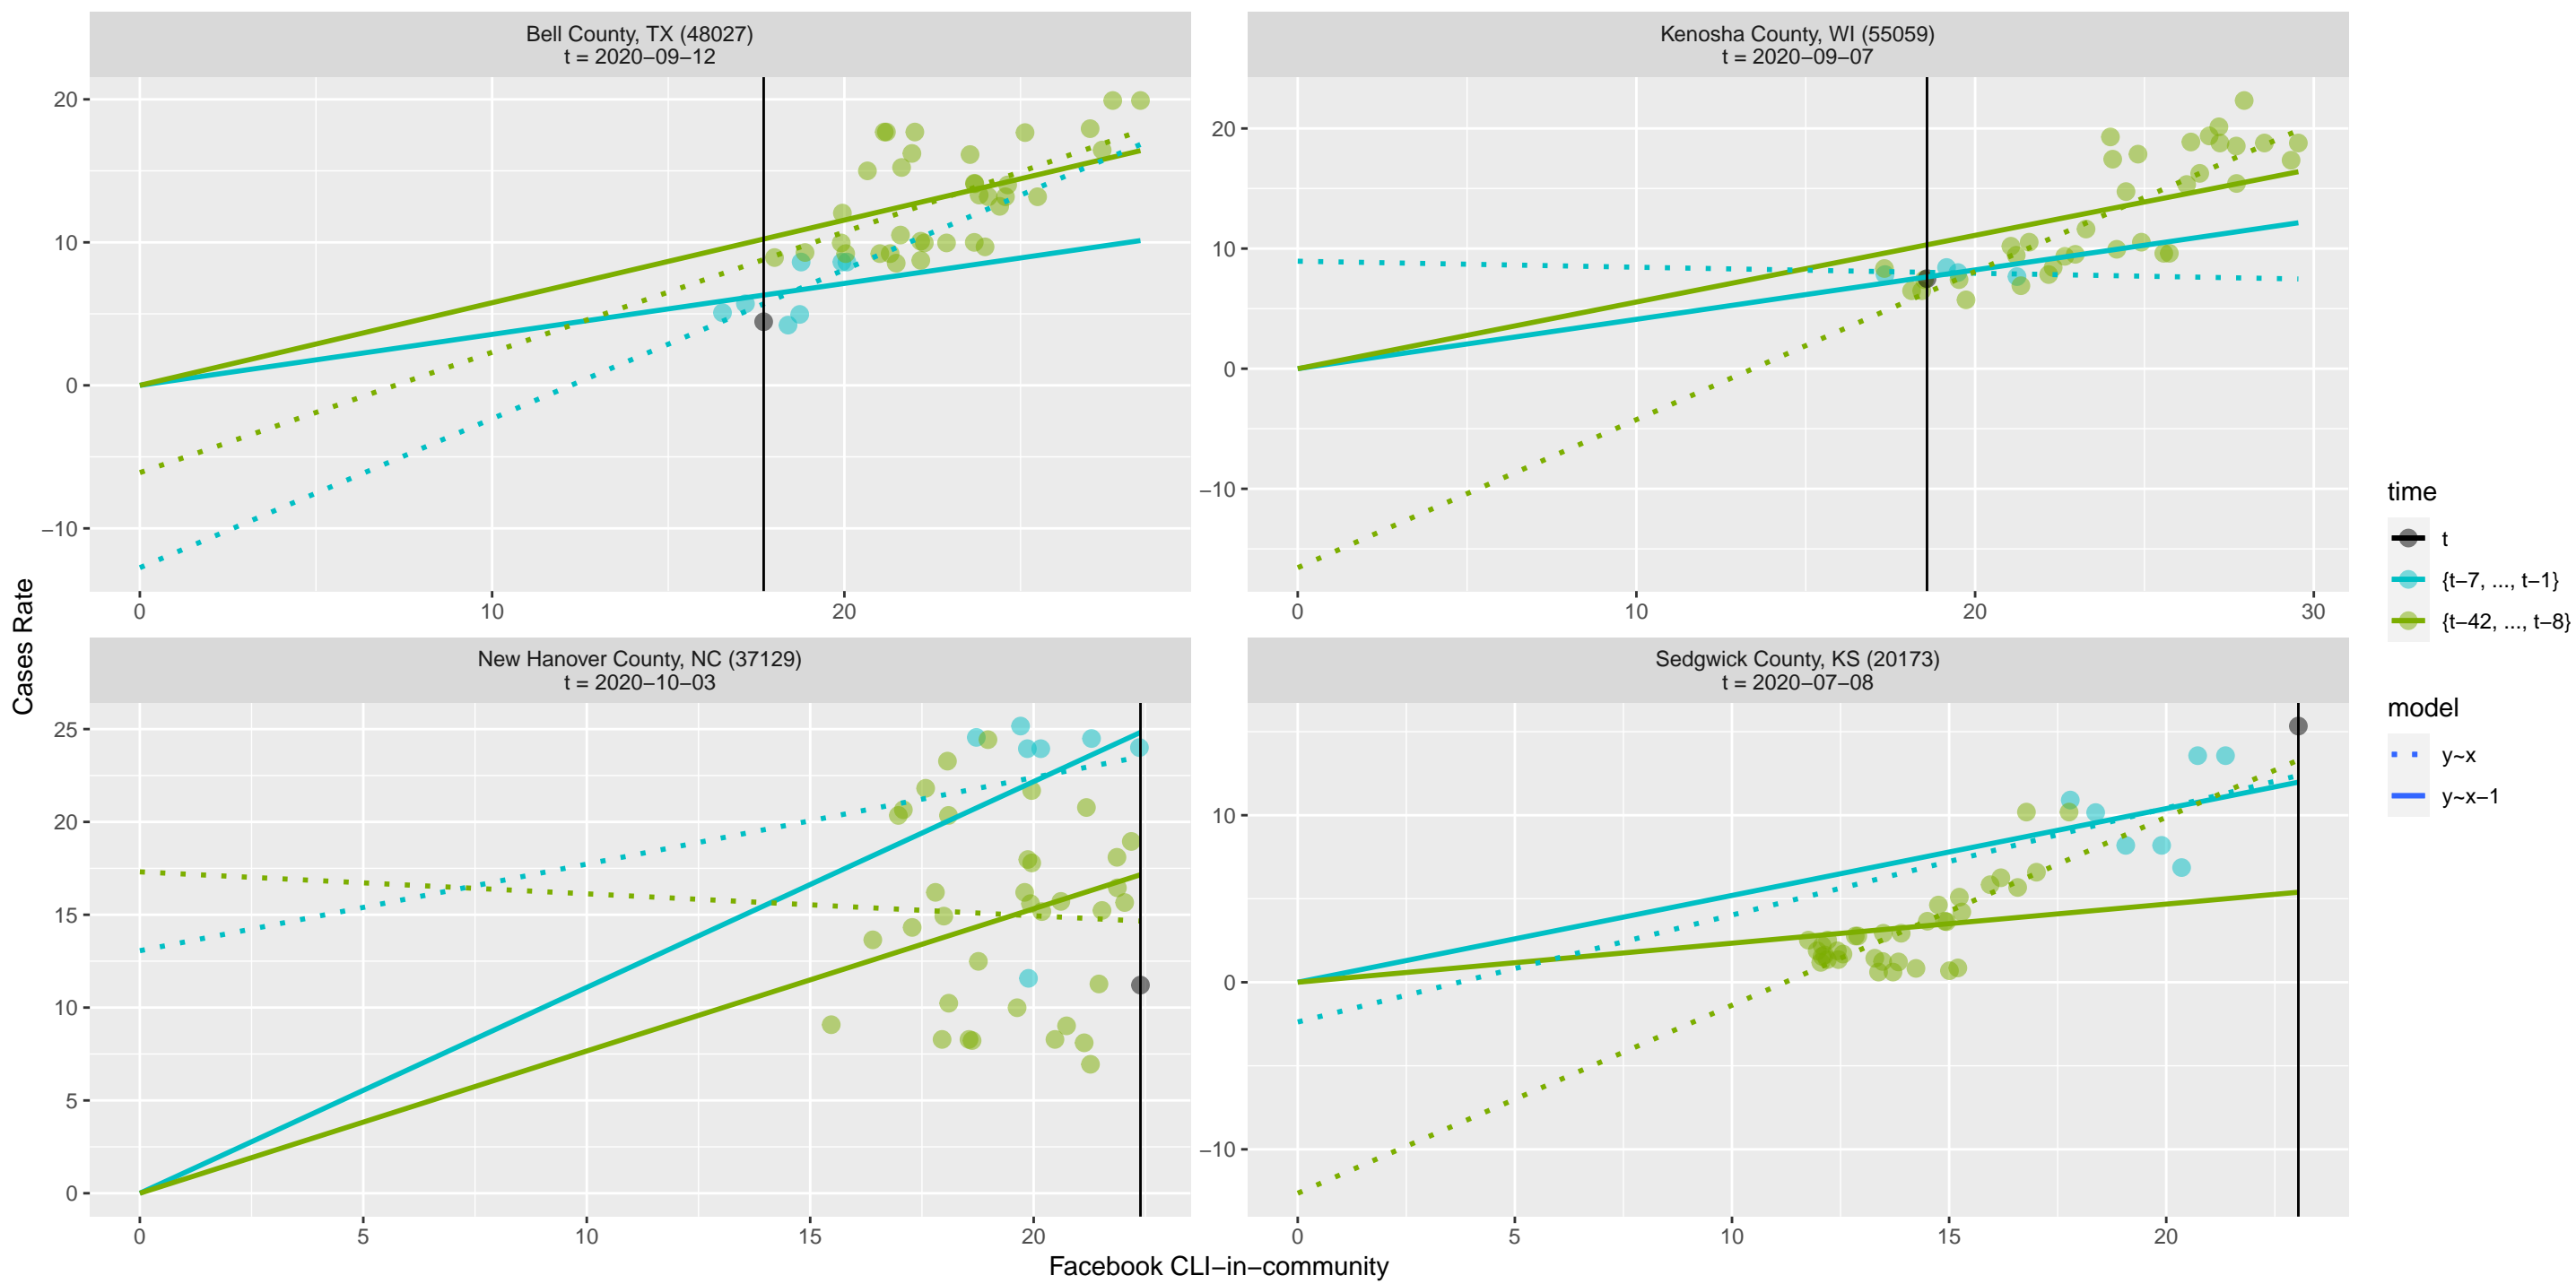 Bell County, TX (48027)
t = 2020−09−12
20
10
0
−10
0
10
20
Kenosha County, WI (55059)
t = 2020−09−07
20
10
0
−10
0
10
20
30
New Hanover County, NC (37129)
t = 2020−10−03
25
20
15
10
5
0
0
5
10
15
20
Sedgwick County, KS (20173)
t = 2020−07−08
10
0
−10
0
5
10
15
20
Cases Rate
Facebook CLI−in−community
time
t
{t−7, ..., t−1}
{t−42, ..., t−8}
model
y~x
y~x−1